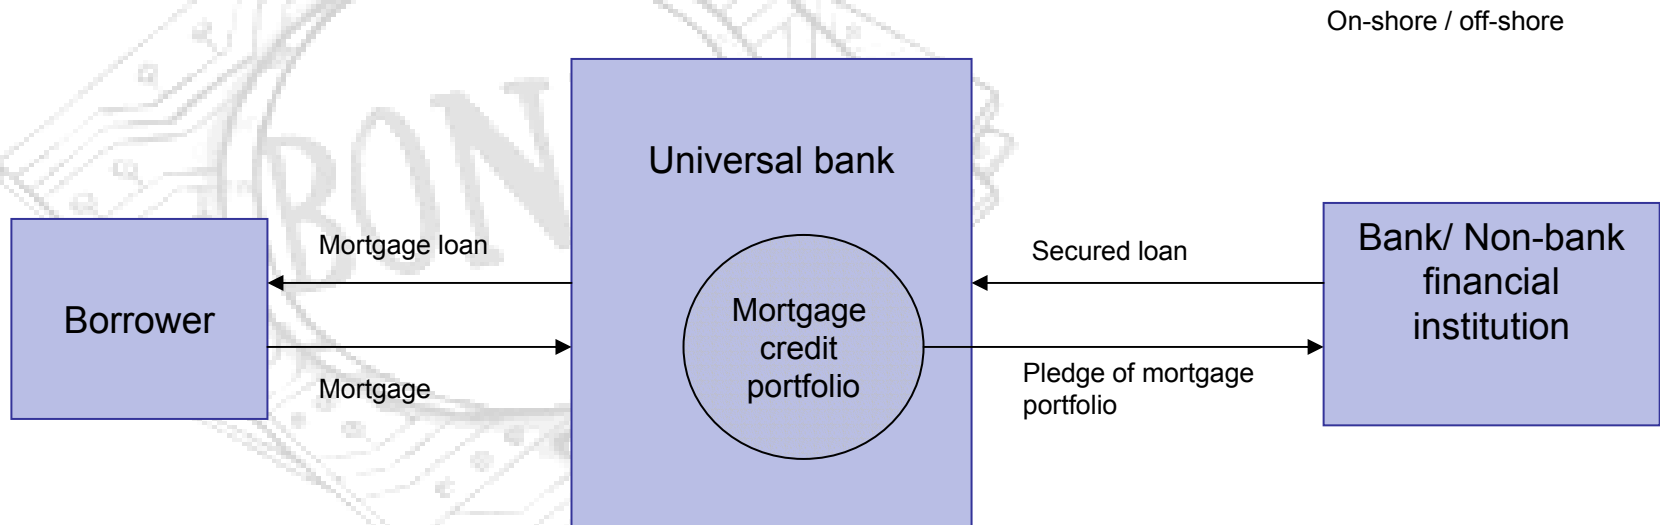 On-shore / off-shore
Universal bank
Borrower
Mortgage loan
Mortgage
Mortgage
credit
portfolio
Secured loan
Pledge of mortgage
portfolio
Bank/ Non-bank
financial
institution
BON